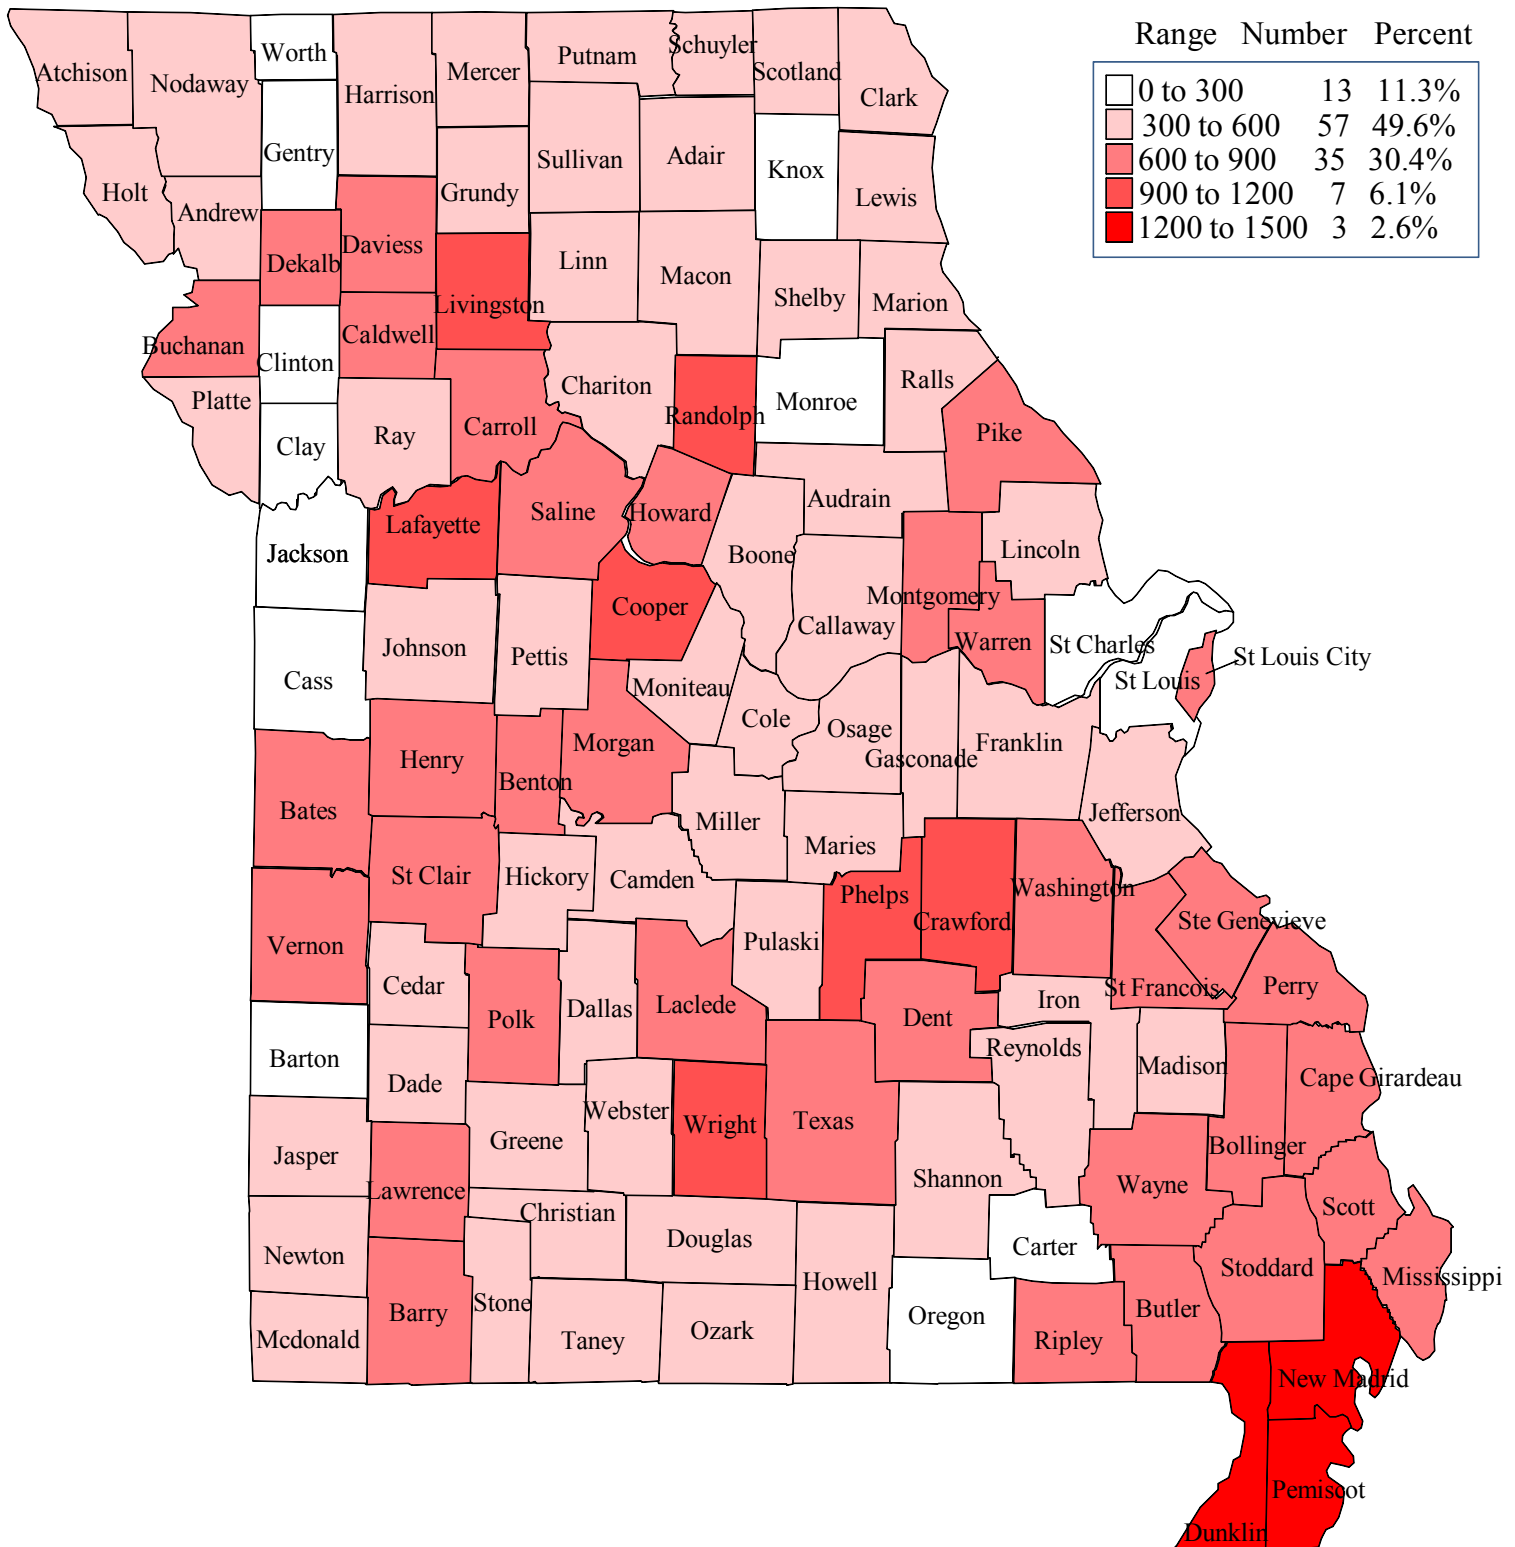 Range Number Percent
0 to 300 13 11.3%
300 to 600 57 49.6%
600 to 900 35 30.4%
900 to 1200 7 6.1%
1200 to 1500 3 2.6%
Atchison
Nodaway
Worth
Harrison
Mercer
Putnam
Schuyler
Scotland
Clark
Gentry
Holt
Andrew
Grundy
Sullivan
Adair
Knox
Lewis
Dekalb
Daviess
Livingston
Linn
Macon
Shelby
Marion
Buchanan
Clinton
Caldwell
Chariton
Randolph
Monroe
Ralls
Platte
Clay
Ray
Carroll
Pike
Saline
Howard
Audrain
Jackson
Lafayette
Boone
Lincoln
Cooper
Montgomery
Callaway
Warren
St Charles
Cass
Johnson
Pettis
Moniteau
St Louis
St Louis City
Cole
Osage
Gasconade
Franklin
Henry
Benton
Morgan
Bates
Miller
Maries
Jefferson
St Clair
Hickory
Camden
Phelps
Crawford
Washington
Ste Genevieve
Vernon
Cedar
Pulaski
St Francois
Perry
Polk
Dallas
Laclede
Dent
Iron
Reynolds
Barton
Dade
Madison
Cape Girardeau
Webster
Wright
Texas
Greene
Bollinger
Jasper
Lawrence
Shannon
Wayne
Scott
Christian
Douglas
Newton
Carter
Stoddard
Mississippi
Howell
Stone
Barry
Oregon
Butler
Mcdonald
Taney
Ozark
Ripley
New Madrid
Pemiscot
Dunklin